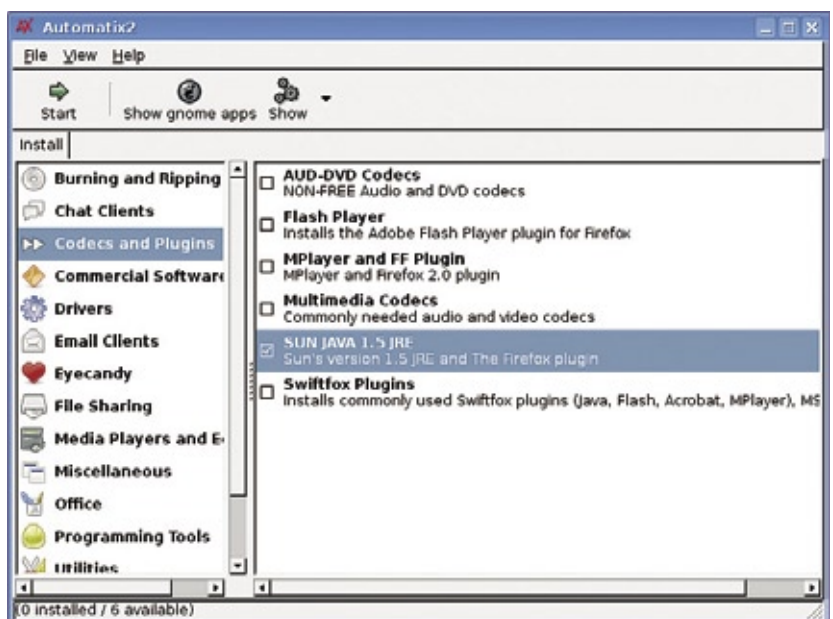 Automatix2
File View Help
Start Show gnome apps Show
Install
Burning and Ripping
Chat Clients
Codecs and Plugins
Commercial Software
Drivers
Email Clients
Eyecandy
File Sharing
Media Players and E
Miscellaneous
Office
Programming Tools
Utilities
AUD-DVD Codecs
NON-FREE Audio and DVD codecs
Flash Player
Installs the Adobe Flash Player plugin for Firefox
MPlayer and FF Plugin
MPlayer and Firefox 2.0 plugin
Multimedia Codecs
Commonly needed audio and video codecs
SUN JAVA 1.5 JRE
Sun's version 1.5 JRE and The Firefox plugin
Swiftfox Plugins
Installs commonly used Swiftfox plugins (Java, Flash, Acrobat, MPlayer), MS
(0 installed / 6 available)